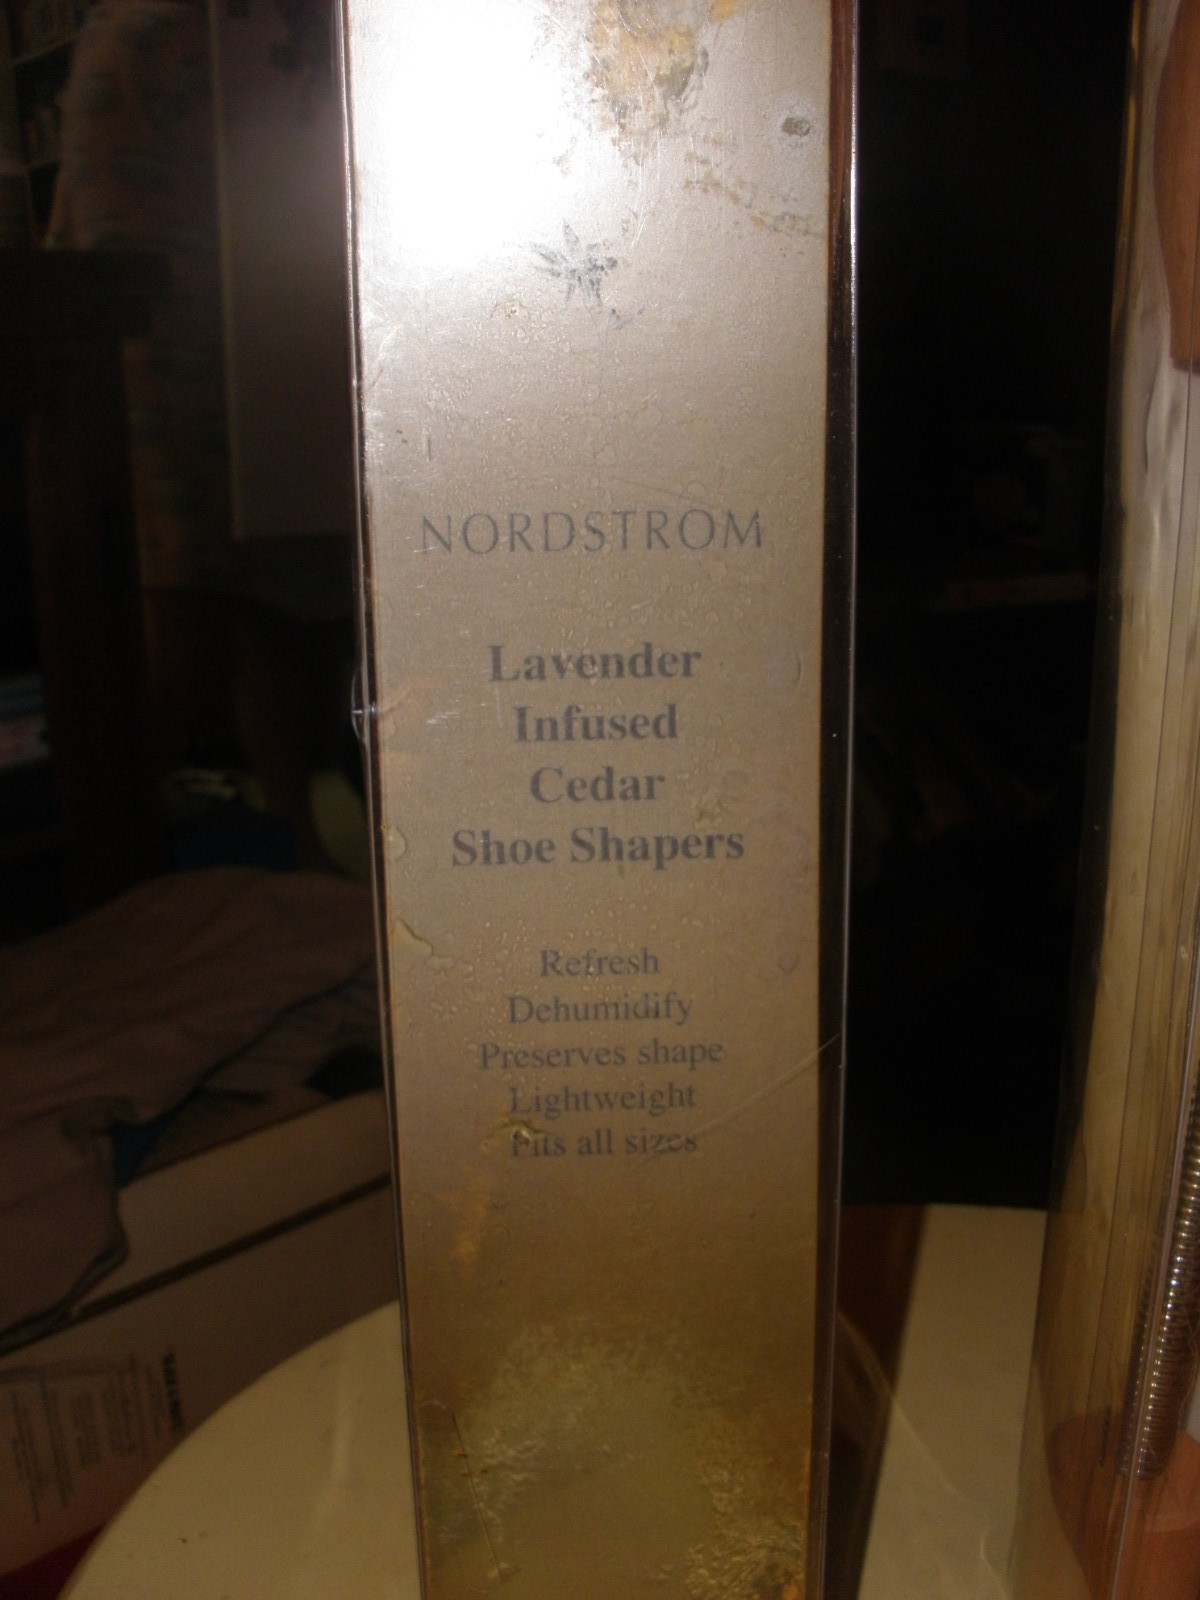 NORDSTROM
Lavender
Infused
Cedar
Shoe Shapers
Refresh
Dehumidify
Preserves shape
Lightweight
Fits all sizes